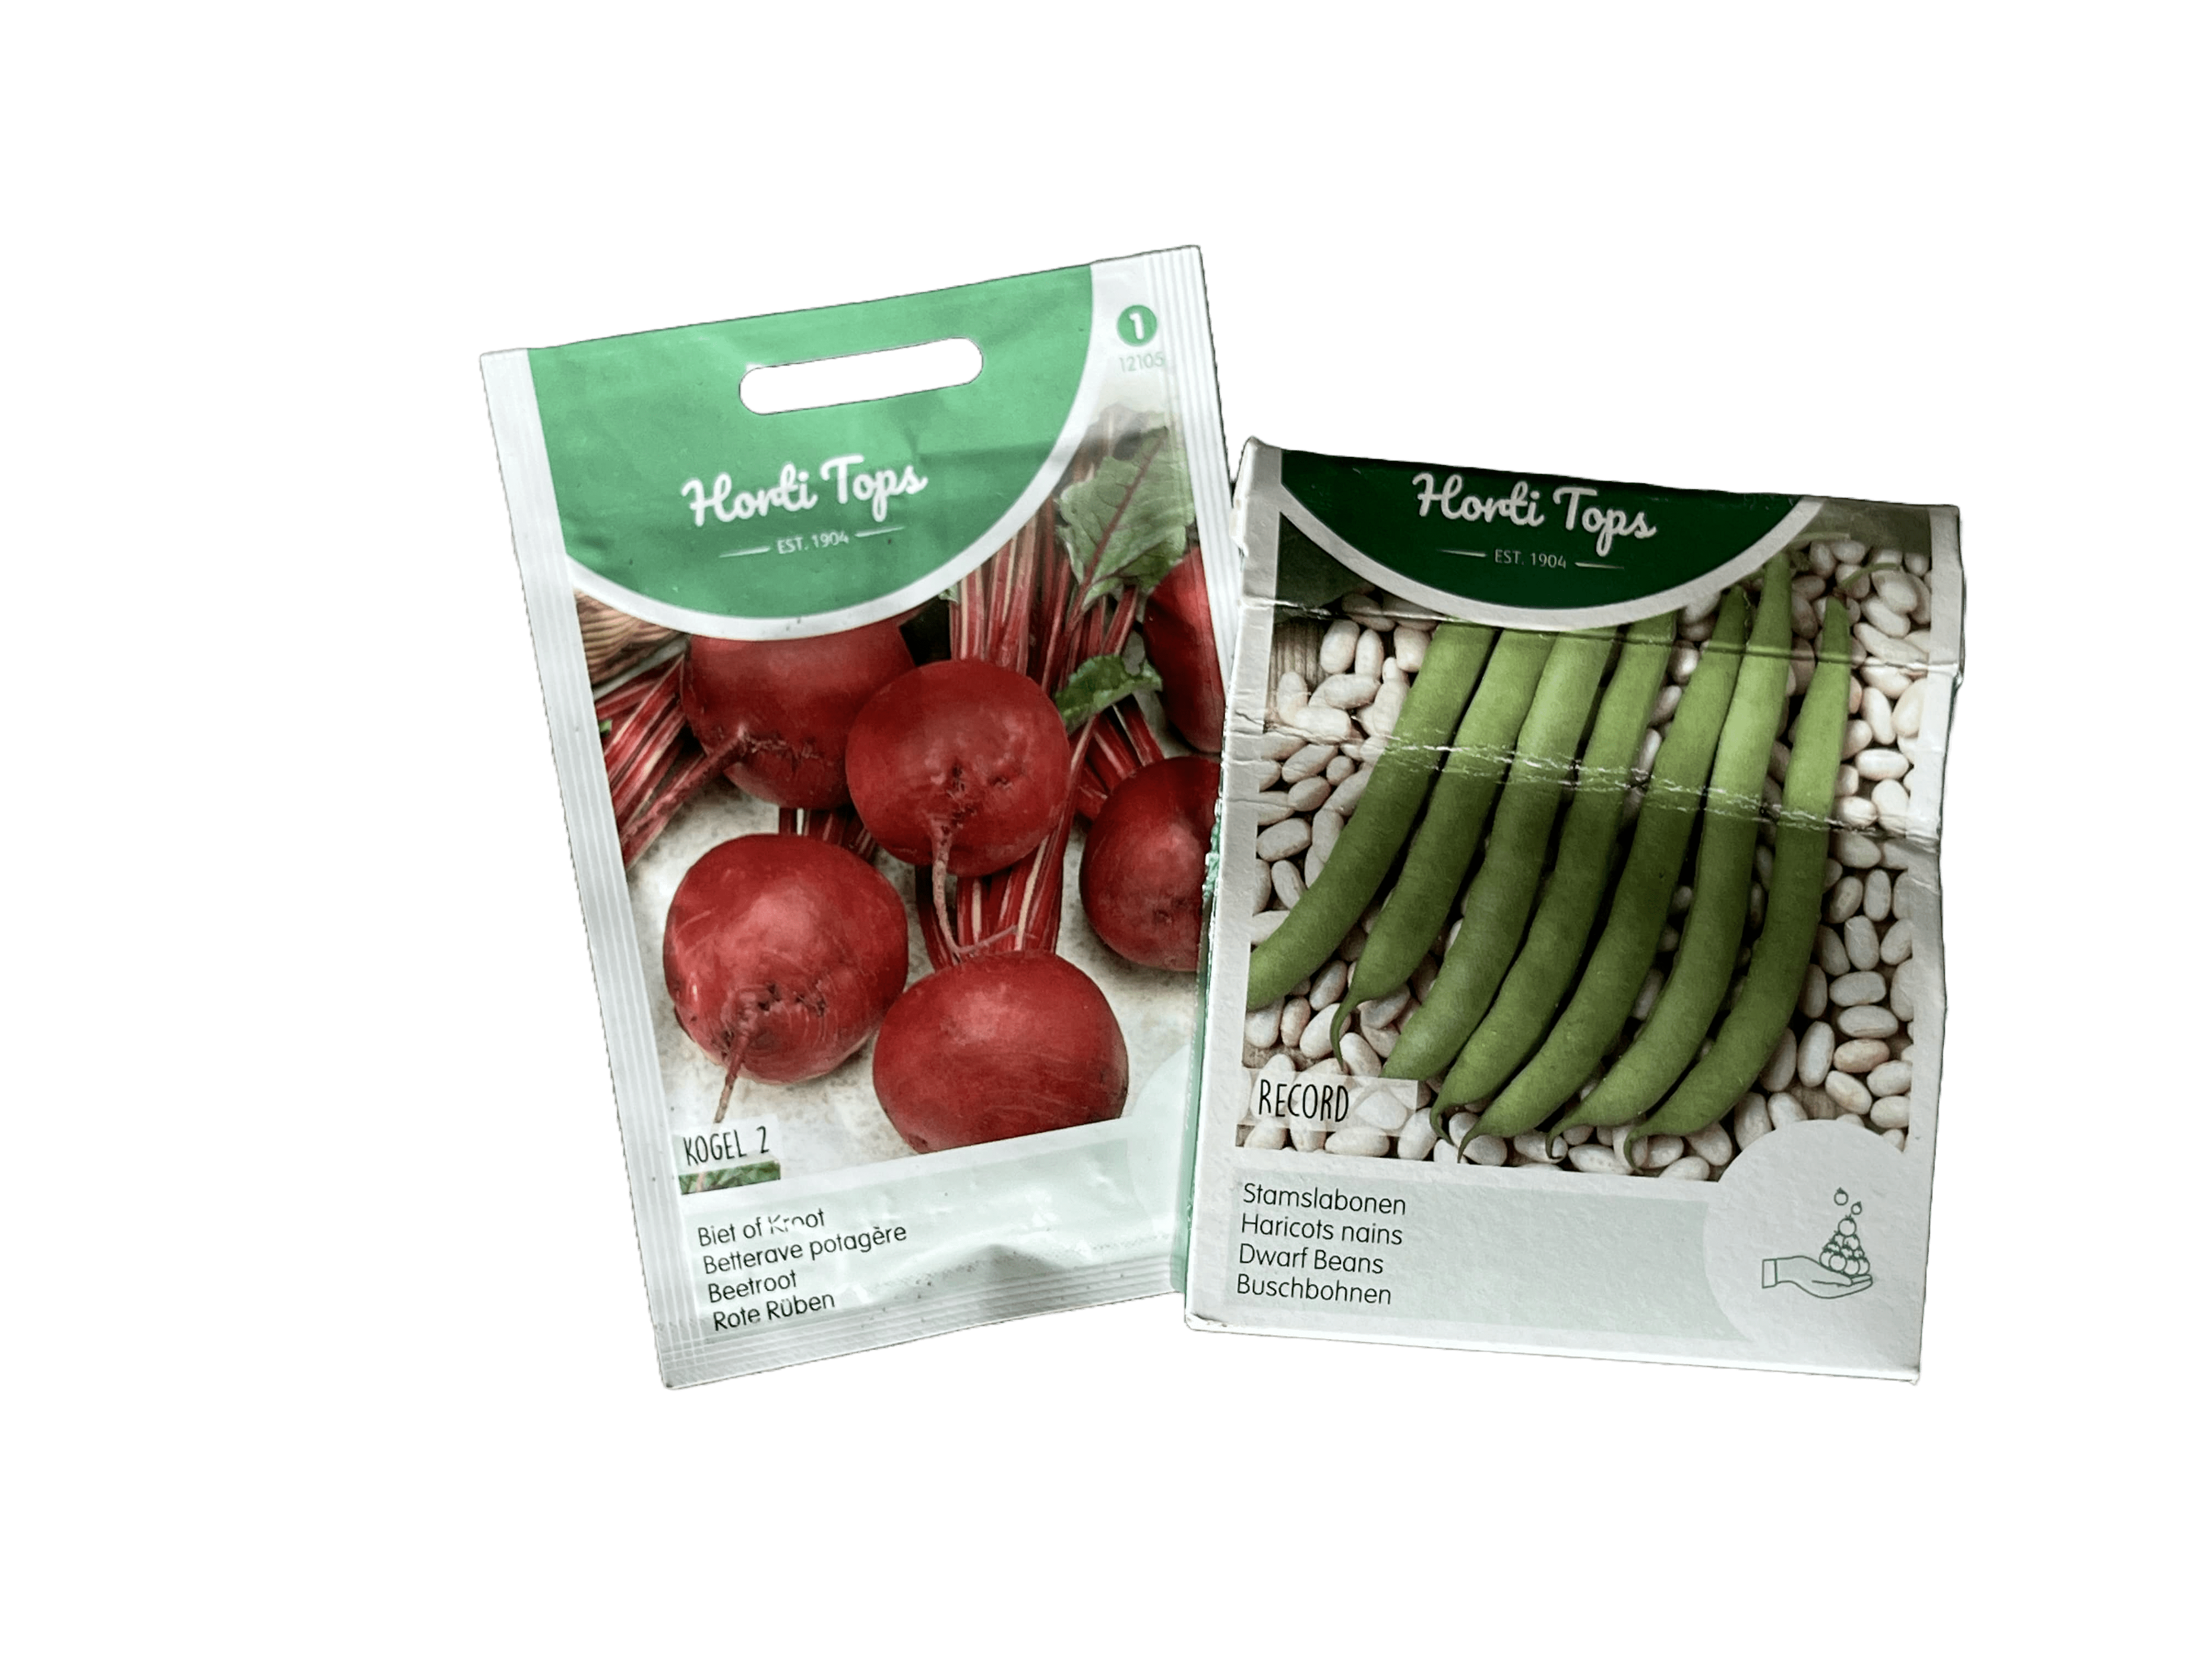 1
12105
Horti Tops
EST. 1904
KOGEL 2
Biet of Kroot
Betterave potagère
Beetroot
Rote Rüben
Horti Tops
EST. 1904
RECORD
Stamslabonen
Haricots nains
Dwarf Beans
Buschbohnen